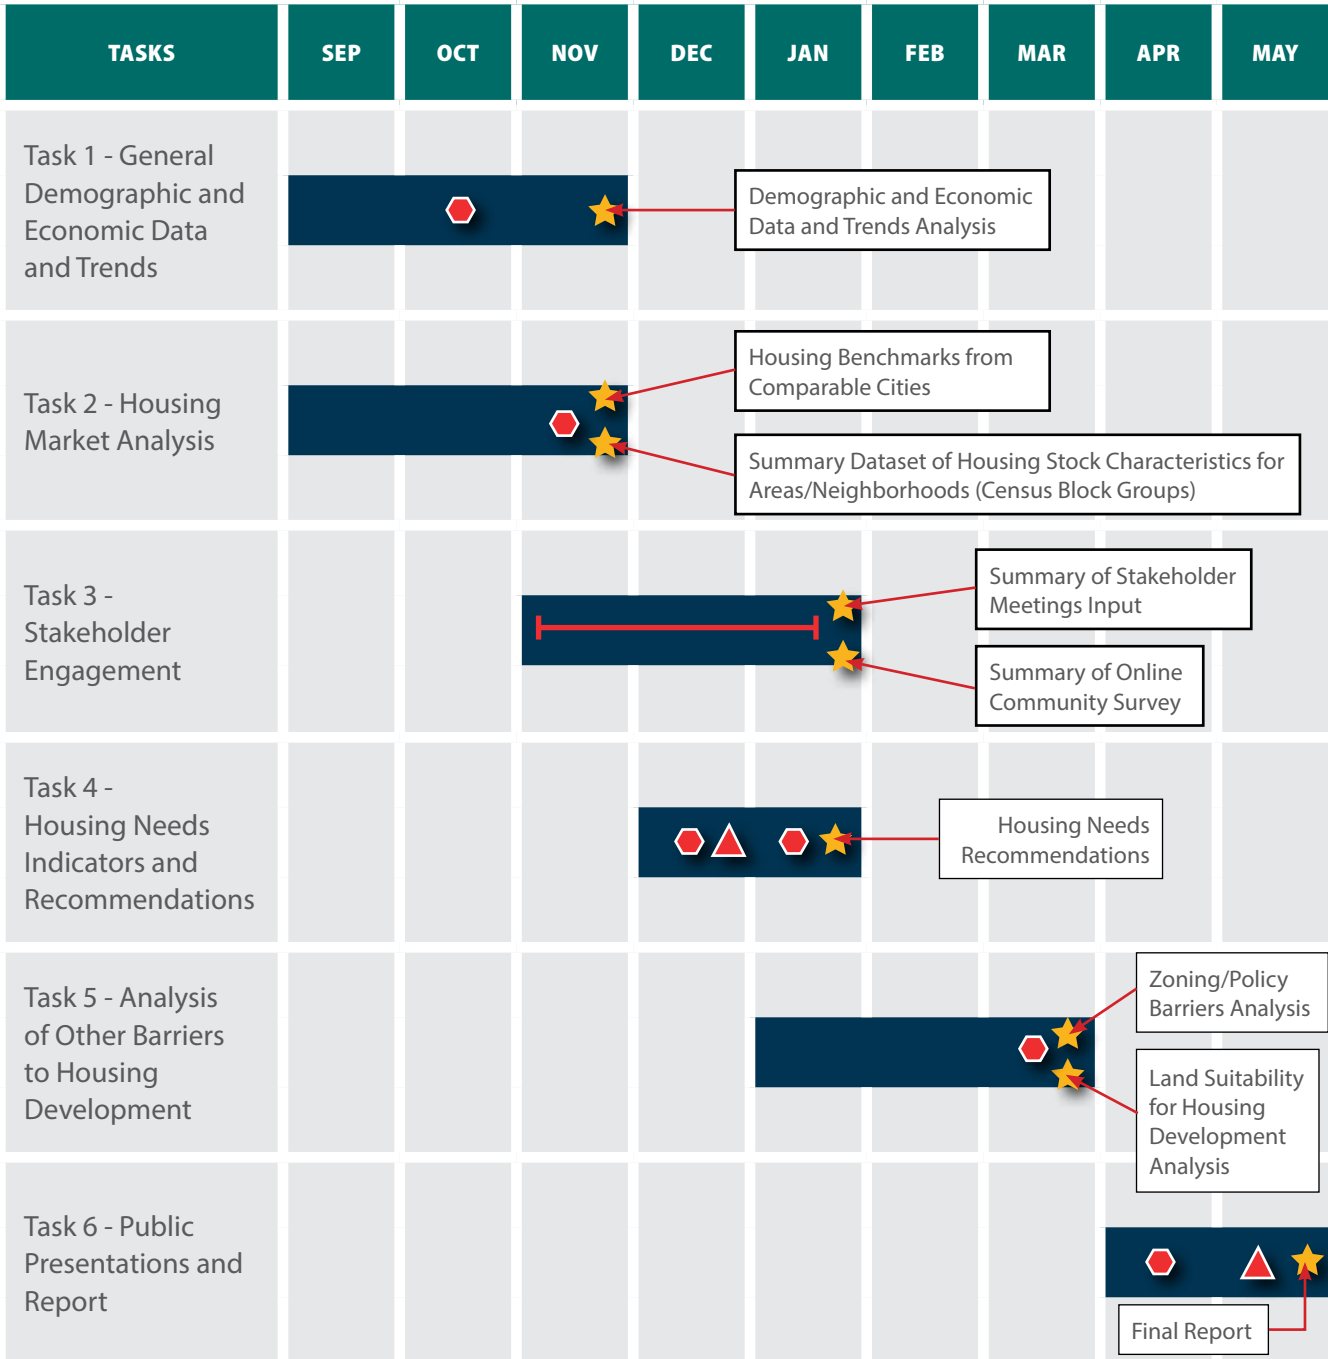 TASKS SEP OCT NOV DEC JAN FEB MAR APR MAY
Task 1 - General
Demographic and
Economic Data
and Trends
Demographic and Economic
Data and Trends Analysis
Task 2 - Housing
Market Analysis
Housing Benchmarks from
Comparable Cities
Summary Dataset of Housing Stock Characteristics for
Areas/Neighborhoods (Census Block Groups)
Task 3 -
Stakeholder
Engagement
Summary of Stakeholder
Meetings Input
Summary of Online
Community Survey
Task 4 -
Housing Needs
Indicators and
Recommendations
Housing Needs
Recommendations
Task 5 - Analysis
of Other Barriers
to Housing
Development
Zoning/Policy
Barriers Analysis
Land Suitability
for Housing
Development
Analysis
Task 6 - Public
Presentations and
Report
Final Report